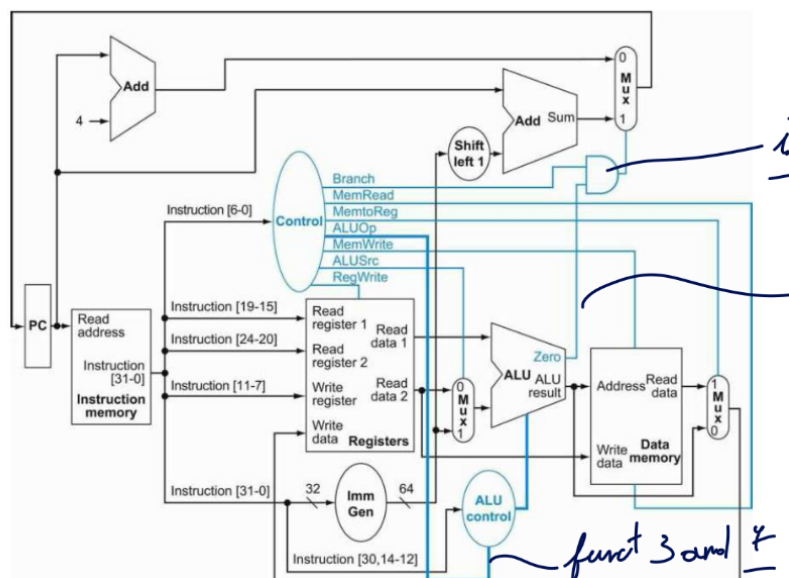 0
Mux
1
Add
4
Add Sum
Shift
left 1
Branch
MemRead
MemtoReg
ALUOp
MemWrite
ALUSrc
RegWrite
Control
Instruction [6-0]
PC
Read
address
Instruction
[31-0]
Instruction
memory
Instruction [19-15]
Instruction [24-20]
Instruction [11-7]
Read
register 1
Read
register 2
Write
register
Write
data
Read
data 1
Read
data 2
Registers
0
Mux
1
Zero
ALU
ALU
result
Address
Read
data
Write
data
Data
memory
1
Mux
0
Instruction [31-0]
32
Imm
Gen
64
ALU
control
Instruction [30,14-12]
funct 3 and 7